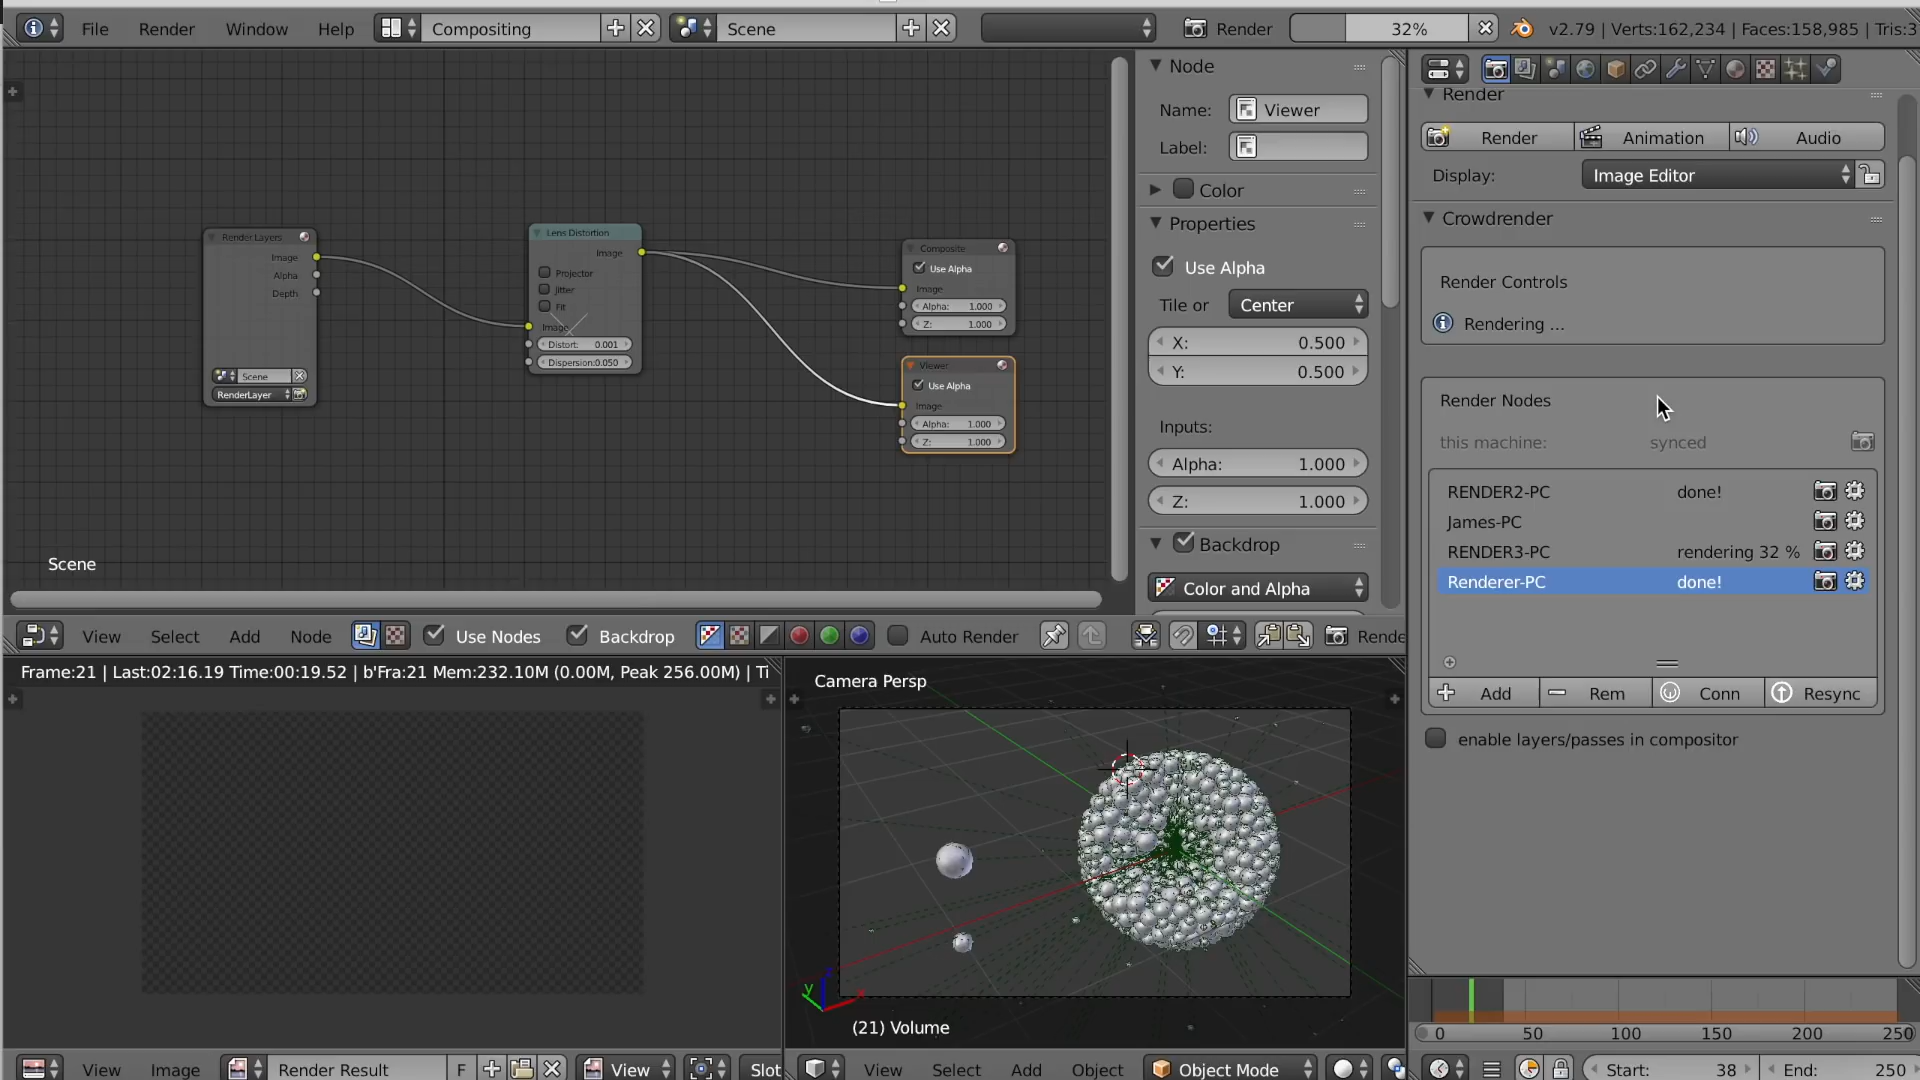 File Render Window Help Compositing Scene Render 32% v2.79 | Verts:162,234 | Faces:158,985 | Tris:3
Render Layers
Image
Alpha
Depth
Scene
RenderLayer
Lens Distortion
Image
Projector
Jitter
Fit
Image
Distort: 0.001
Dispersion:0.050
Composite
Use Alpha
Image
Alpha: 1.000
Z: 1.000
Viewer
Use Alpha
Image
Alpha: 1.000
Z: 1.000
Scene
Node
Name: Viewer
Label:
Color
Properties
Use Alpha
Tile or Center
X: 0.500
Y: 0.500
Inputs:
Alpha: 1.000
Z: 1.000
Backdrop
Color and Alpha
View Select Add Node Use Nodes Backdrop Auto Render Rende
Render
Render Animation Audio
Display: Image Editor
Crowdrender
Render Controls
Rendering ...
Render Nodes
this machine: synced
RENDER2-PC done!
James-PC
RENDER3-PC rendering 32 %
Renderer-PC done!
Add Rem Conn Resync
enable layers/passes in compositor
Frame:21 | Last:02:16.19 Time:00:19.52 | b'Fra:21 Mem:232.10M (0.00M, Peak 256.00M) | Ti
Camera Persp
y x
(21) Volume
0 50 100 150 200 250
View Image Render Result F View Slot
View Select Add Object Object Mode
Start: 38 End: 250